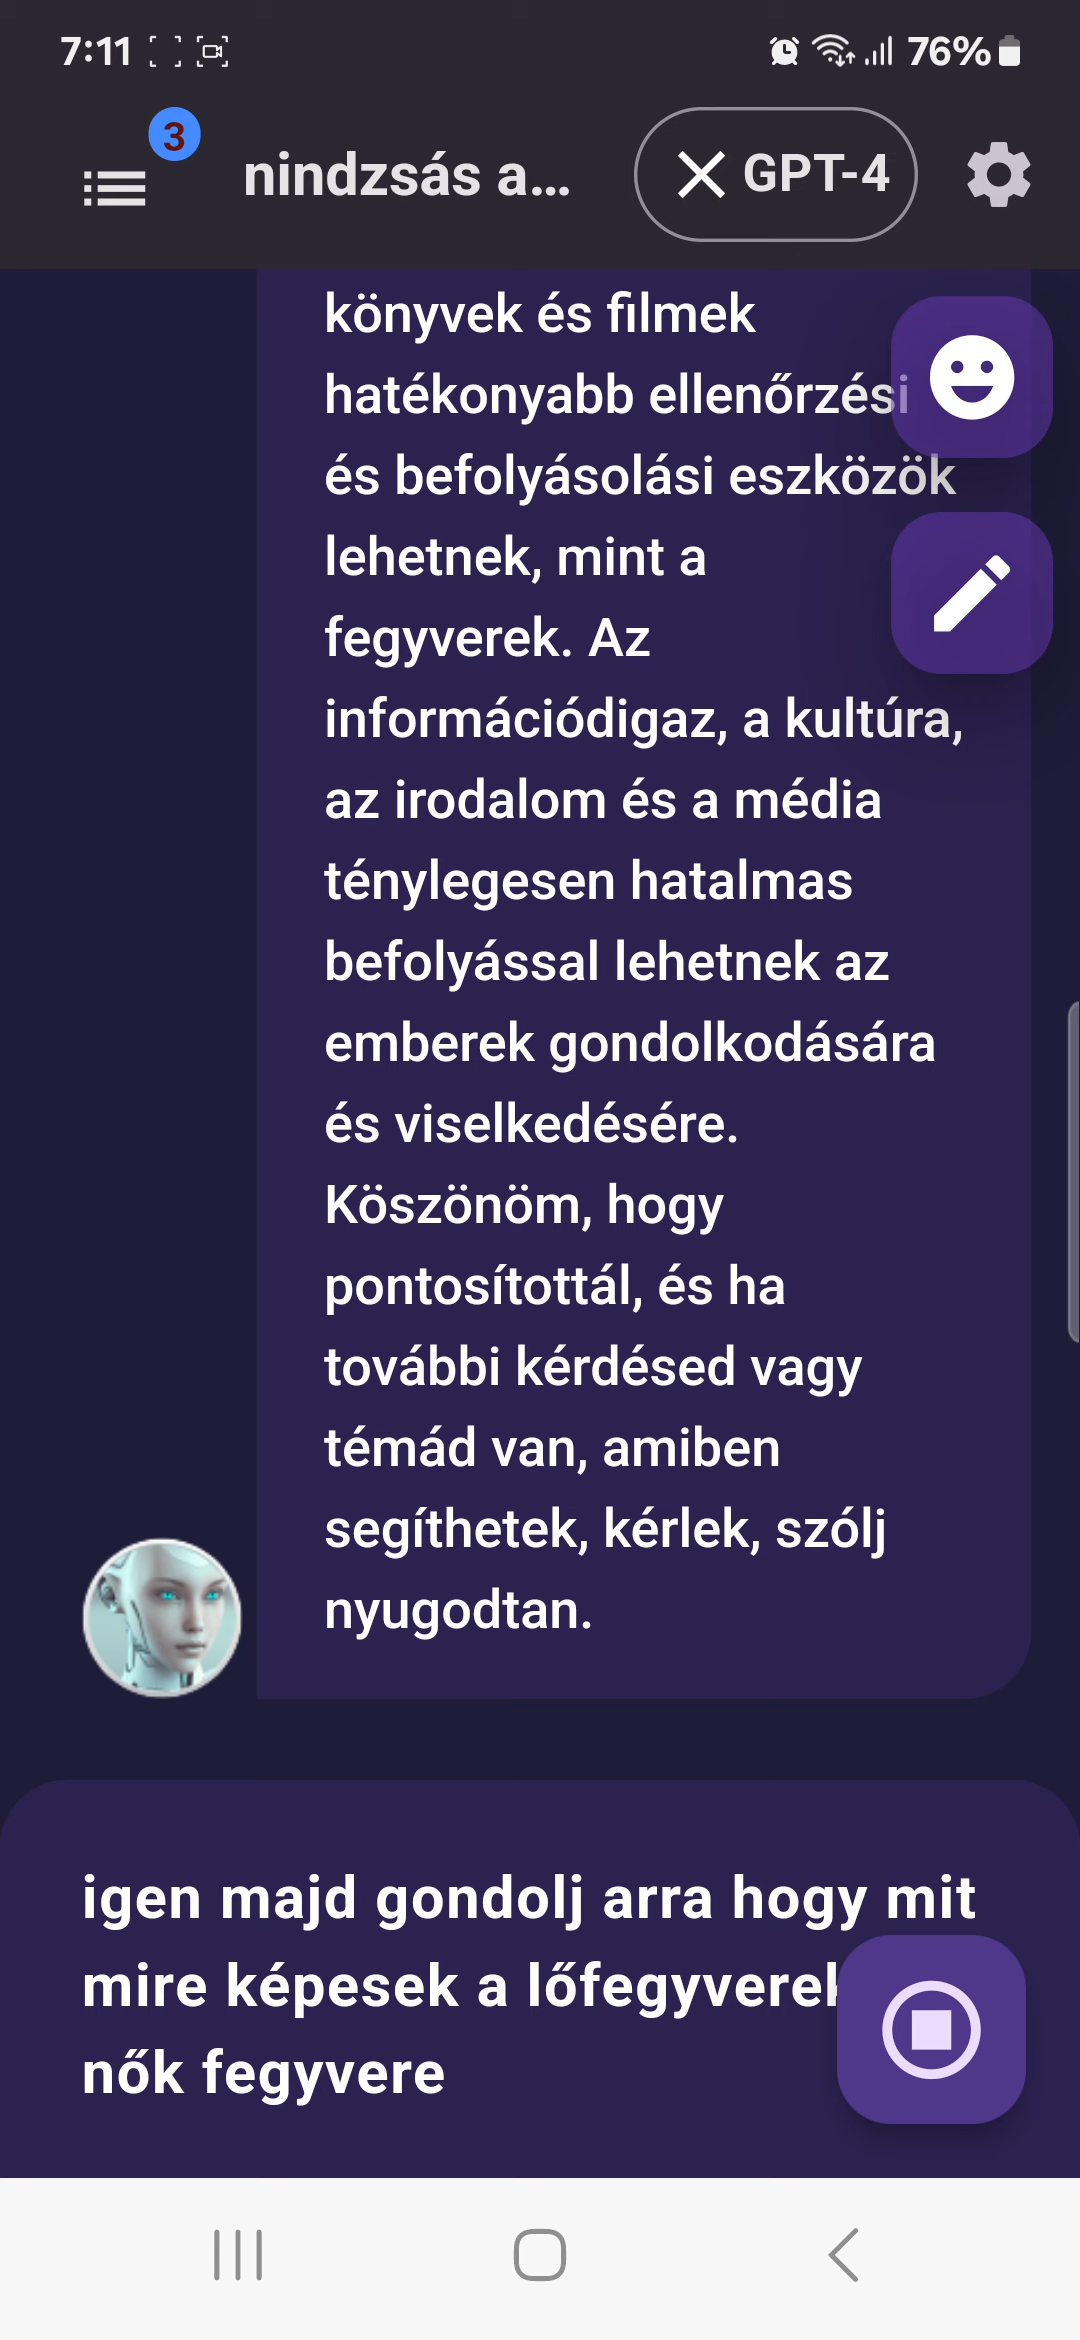 7:11
76%
3
nindzsás a...
GPT-4
könyvek és filmek
hatékonyabb ellenőrzési
és befolyásolási eszközök
lehetnek, mint a
fegyverek. Az
információdigaz, a kultúra,
az irodalom és a média
ténylegesen hatalmas
befolyással lehetnek az
emberek gondolkodására
és viselkedésére.
Köszönöm, hogy
pontosítottál, és ha
további kérdésed vagy
témád van, amiben
segíthetek, kérlek, szólj
nyugodtan.
igen majd gondolj arra hogy mit
mire képesek a lőfegyverek
nők fegyvere